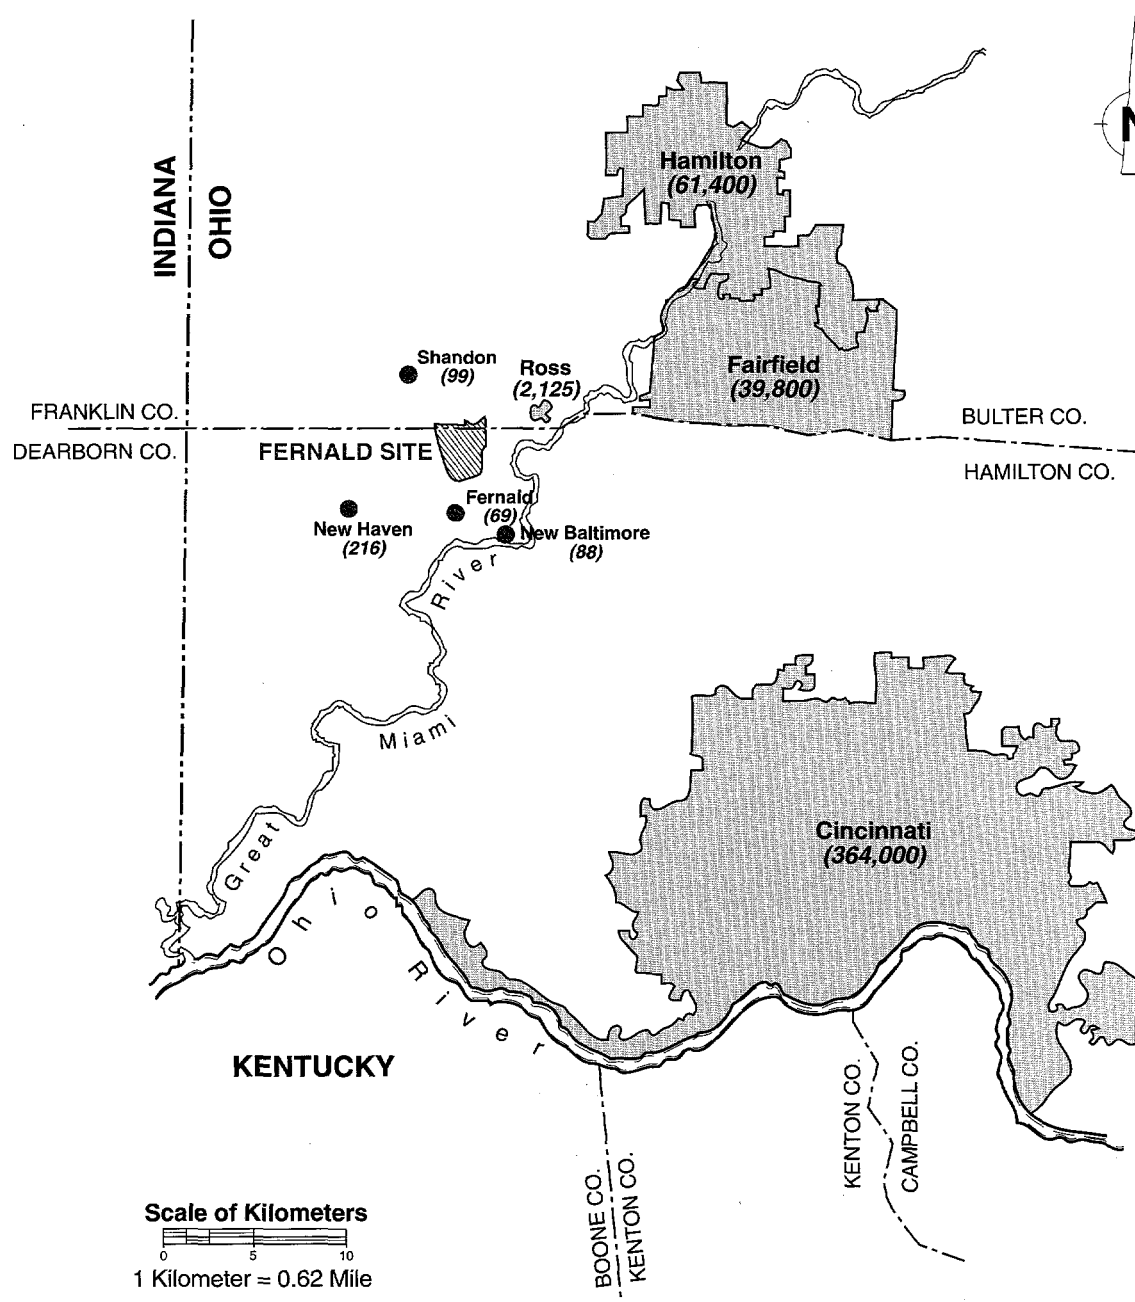 N
Hamilton
(61,400)
INDIANA
OHIO
Shandon
(99)
Ross
(2,125)
Fairfield
(39,800)
FRANKLIN CO.
DEARBORN CO.
BULTER CO.
HAMILTON CO.
FERNALD SITE
Fernald
(69)
New Haven
(216)
New Baltimore
(88)
Great Miami River
Cincinnati
(364,000)
Ohio River
KENTUCKY
KENTON CO.
CAMPBELL CO.
BOONE CO.
KENTON CO.
Scale of Kilometers
0 5 10
1 Kilometer = 0.62 Mile